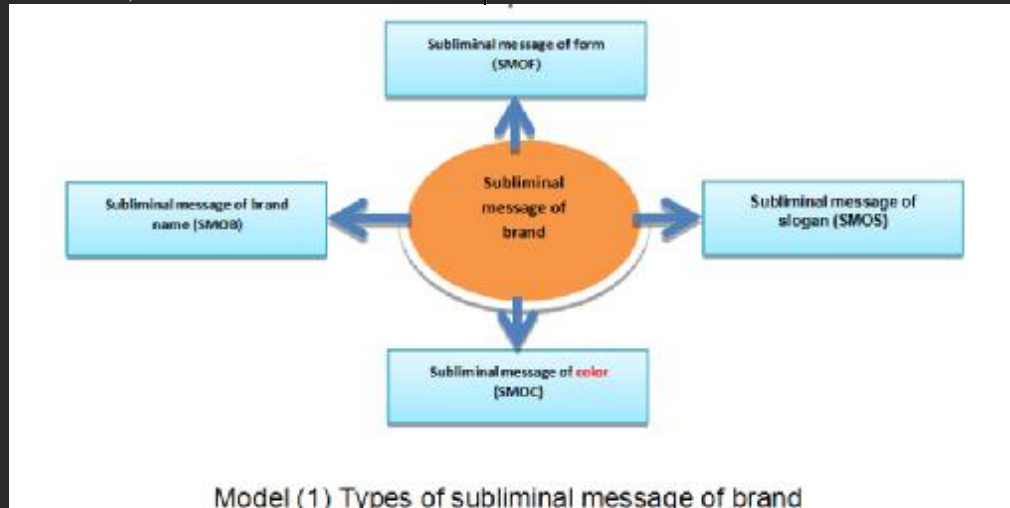 Subliminal message of form
(SMOF)
Subliminal
message of
brand
Subliminal message of brand
name (SMOB)
Subliminal message of
slogan (SMOS)
Subliminal message of color
(SMOC)
Model (1) Types of subliminal message of brand